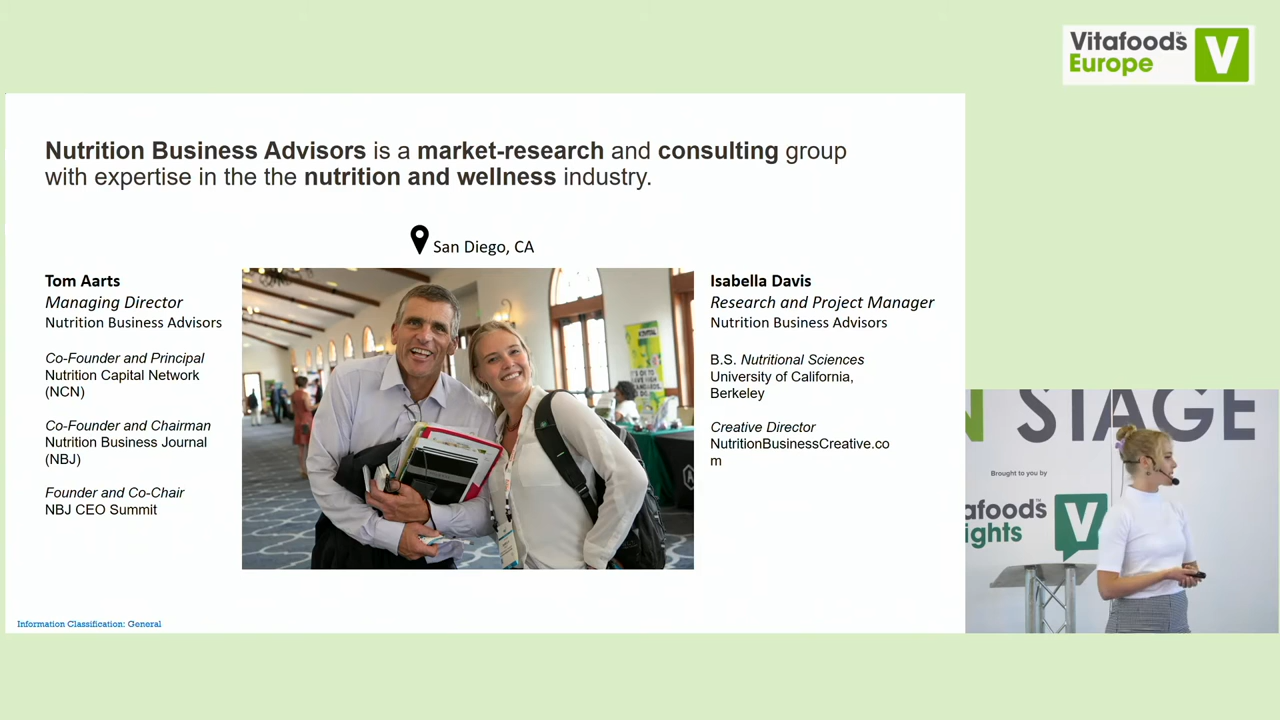 Vitafoods™
Europe
V
Nutrition Business Advisors is a market-research and consulting group
with expertise in the the nutrition and wellness industry.
San Diego, CA
Tom Aarts
Managing Director
Nutrition Business Advisors
Co-Founder and Principal
Nutrition Capital Network
(NCN)
Co-Founder and Chairman
Nutrition Business Journal
(NBJ)
Founder and Co-Chair
NBJ CEO Summit
Isabella Davis
Research and Project Manager
Nutrition Business Advisors
B.S. Nutritional Sciences
University of California,
Berkeley
Creative Director
NutritionBusinessCreative.co
m
Information Classification: General
N STAGE
Brought to you by
afoods™
ights
V